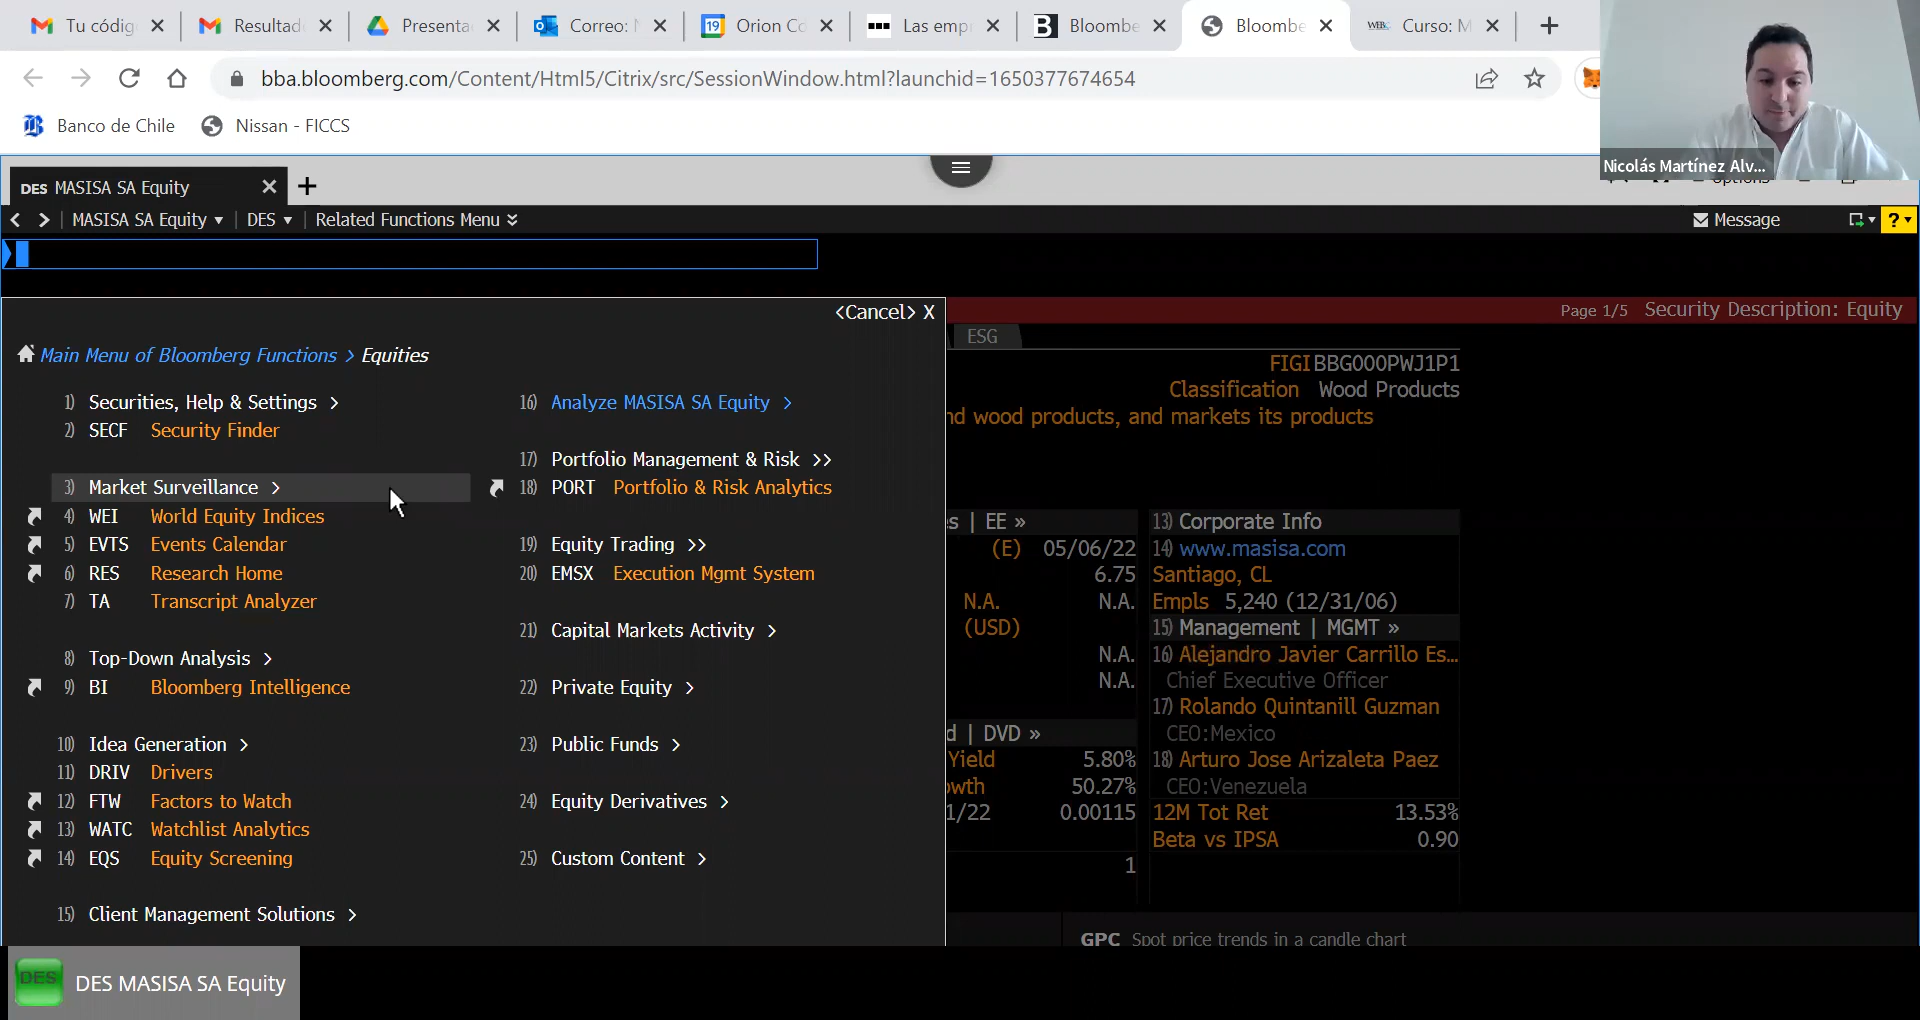 Tu códig
Resultad
Presenta
Correo: N
19
Orion Co
Las emp
Bloombe
Bloombe
Curso: M
bba.bloomberg.com/Content/Html5/Citrix/src/SessionWindow.html?launchid=1650377674654
Banco de Chile
Nissan - FICCS
Nicolás Martínez Alv...
DES MASISA SA Equity
MASISA SA Equity
DES
Related Functions Menu
Message
?
<Cancel> X
Page 1/5 Security Description: Equity
Main Menu of Bloomberg Functions > Equities
1) Securities, Help & Settings >
2) SECF Security Finder
3) Market Surveillance >
4) WEI World Equity Indices
5) EVTS Events Calendar
6) RES Research Home
7) TA Transcript Analyzer
8) Top-Down Analysis >
9) BI Bloomberg Intelligence
10) Idea Generation >
11) DRIV Drivers
12) FTW Factors to Watch
13) WATC Watchlist Analytics
14) EQS Equity Screening
15) Client Management Solutions >
16) Analyze MASISA SA Equity >
17) Portfolio Management & Risk >>
18) PORT Portfolio & Risk Analytics
19) Equity Trading >>
20) EMSX Execution Mgmt System
21) Capital Markets Activity >
22) Private Equity >
23) Public Funds >
24) Equity Derivatives >
25) Custom Content >
ESG
FIGI BBG000PWJ1P1
Classification Wood Products
nd wood products, and markets its products
s | EE »
(E) 05/06/22
6.75
N.A. N.A.
(USD)
N.A.
N.A.
d | DVD »
Yield 5.80%
owth 50.27%
1/22 0.00115
1
13) Corporate Info
14) www.masisa.com
Santiago, CL
Empls 5,240 (12/31/06)
15) Management | MGMT »
16) Alejandro Javier Carrillo Es...
Chief Executive Officer
17) Rolando Quintanill Guzman
CEO:Mexico
18) Arturo Jose Arizaleta Paez
CEO:Venezuela
12M Tot Ret 13.53%
Beta vs IPSA 0.90
GPC Spot price trends in a candle chart
DES
DES MASISA SA Equity